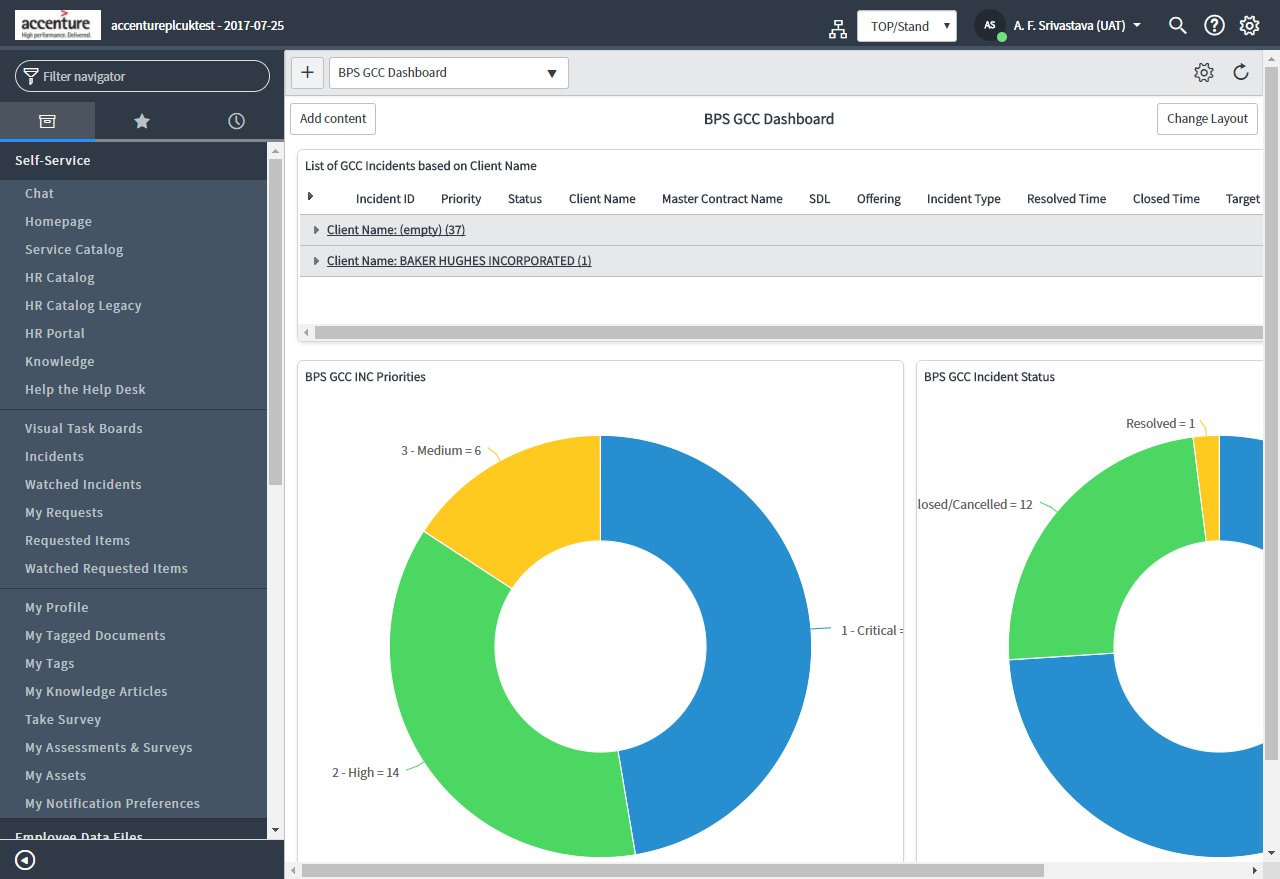 accenture
High performance. Delivered.
accentureplcuktest - 2017-07-25
TOP/Stand
AS
A. F. Srivastava (UAT)
Filter navigator
Self-Service
Chat
Homepage
Service Catalog
HR Catalog
HR Catalog Legacy
HR Portal
Knowledge
Help the Help Desk
Visual Task Boards
Incidents
Watched Incidents
My Requests
Requested Items
Watched Requested Items
My Profile
My Tagged Documents
My Tags
My Knowledge Articles
Take Survey
My Assessments & Surveys
My Assets
My Notification Preferences
Employee Data Files
BPS GCC Dashboard
Add content
BPS GCC Dashboard
Change Layout
List of GCC Incidents based on Client Name
Incident ID Priority Status Client Name Master Contract Name SDL Offering Incident Type Resolved Time Closed Time Target
Client Name: (empty) (37)
Client Name: BAKER HUGHES INCORPORATED (1)
BPS GCC INC Priorities
3 - Medium = 6
1 - Critical =
2 - High = 14
BPS GCC Incident Status
Resolved = 1
losed/Cancelled = 12